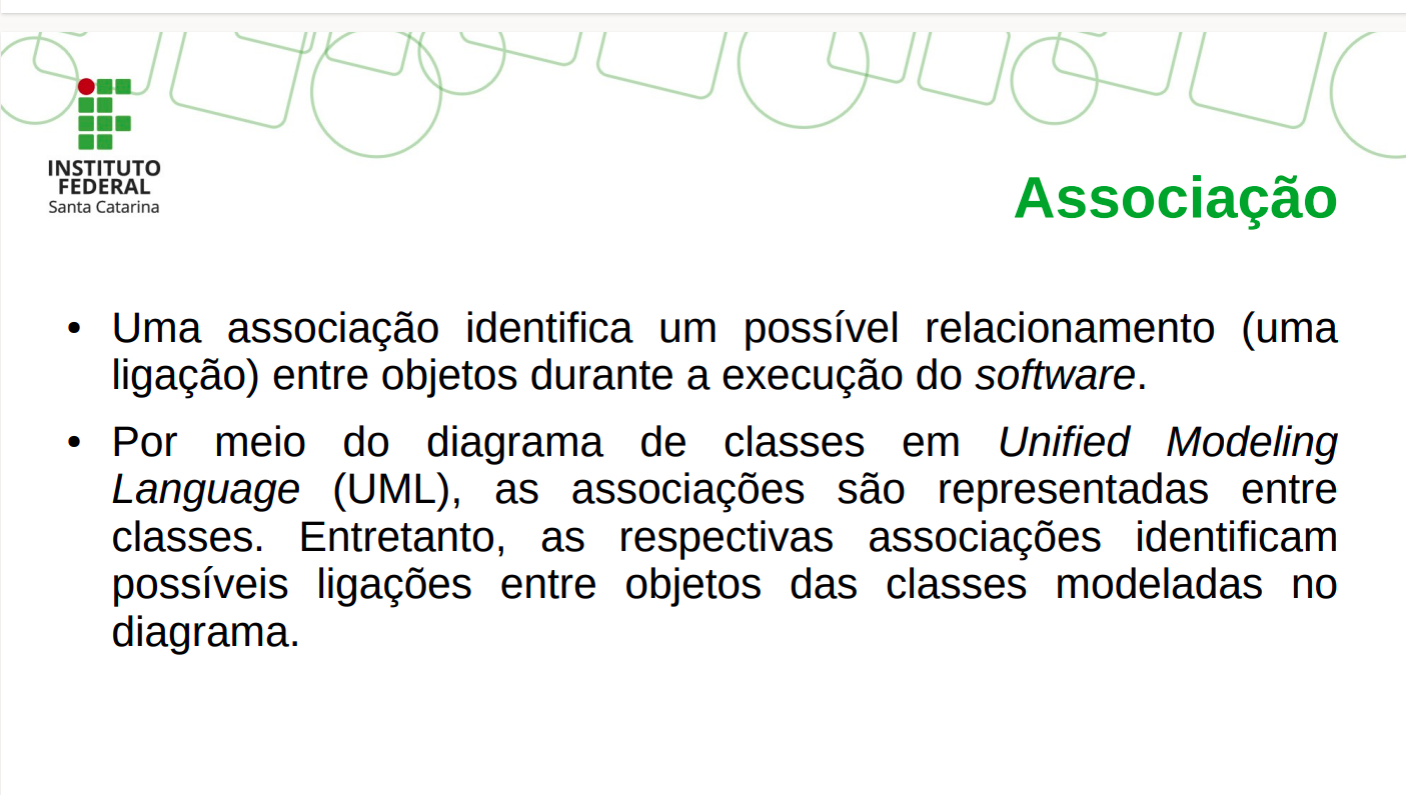 INSTITUTO
FEDERAL
Santa Catarina
Associação
• Uma associação identifica um possível relacionamento (uma
ligação) entre objetos durante a execução do software.
• Por meio do diagrama de classes em Unified Modeling
Language (UML), as associações são representadas entre
classes. Entretanto, as respectivas associações identificam
possíveis ligações entre objetos das classes modeladas no
diagrama.